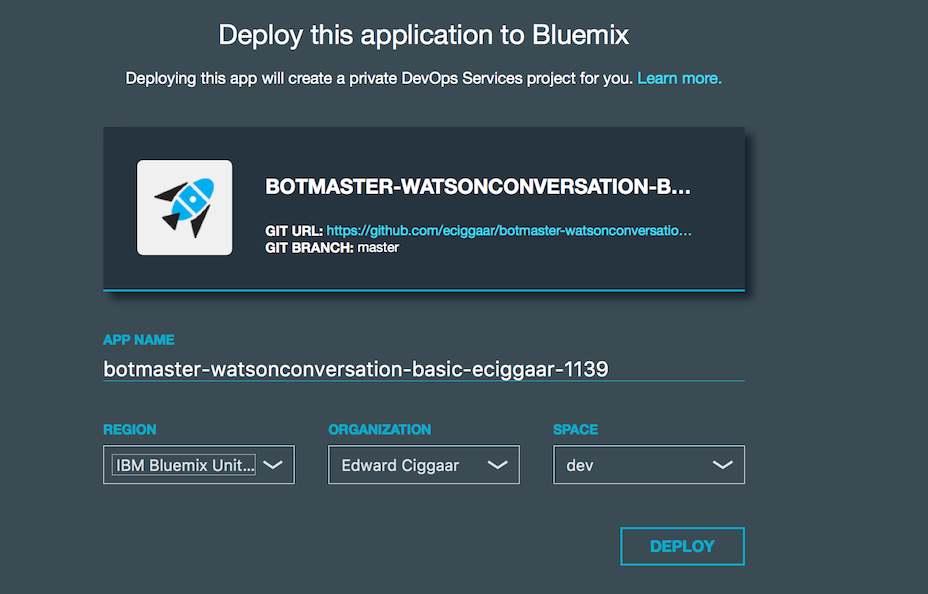 Deploy this application to Bluemix
Deploying this app will create a private DevOps Services project for you. Learn more.
BOTMASTER-WATSONCONVERSATION-B...
GIT URL: https://github.com/eciggaar/botmaster-watsonconversatio...
GIT BRANCH: master
APP NAME
botmaster-watsonconversation-basic-eciggaar-1139
REGION ORGANIZATION SPACE
IBM Bluemix Unit... Edward Ciggaar dev
DEPLOY